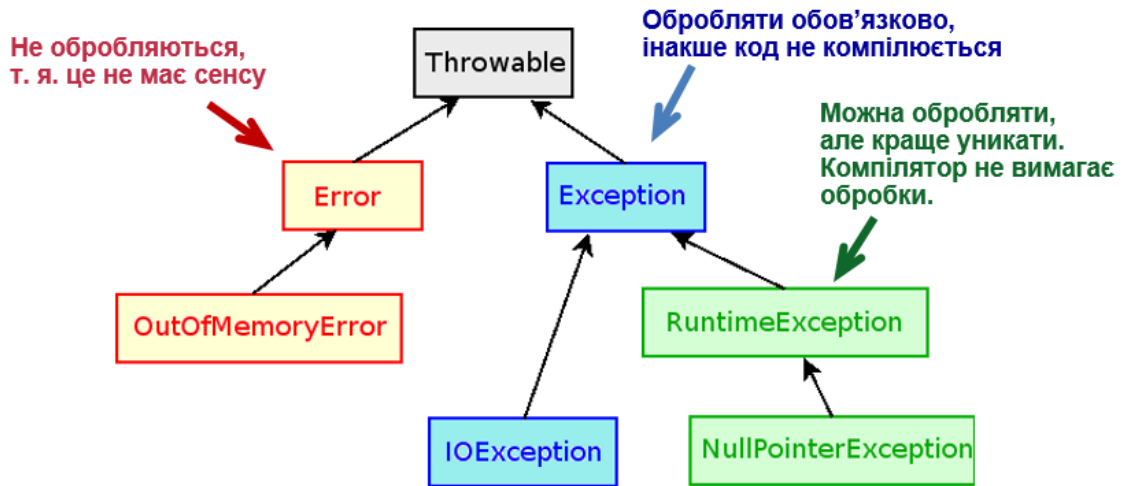 Не обробляються,
т. я. це не має сенсу
Throwable
Обробляти обов’язково,
інакше код не компілюється
Можна обробляти,
але краще уникати.
Компілятор не вимагає
обробки.
Error
Exception
OutOfMemoryError
RuntimeException
IOException
NullPointerException